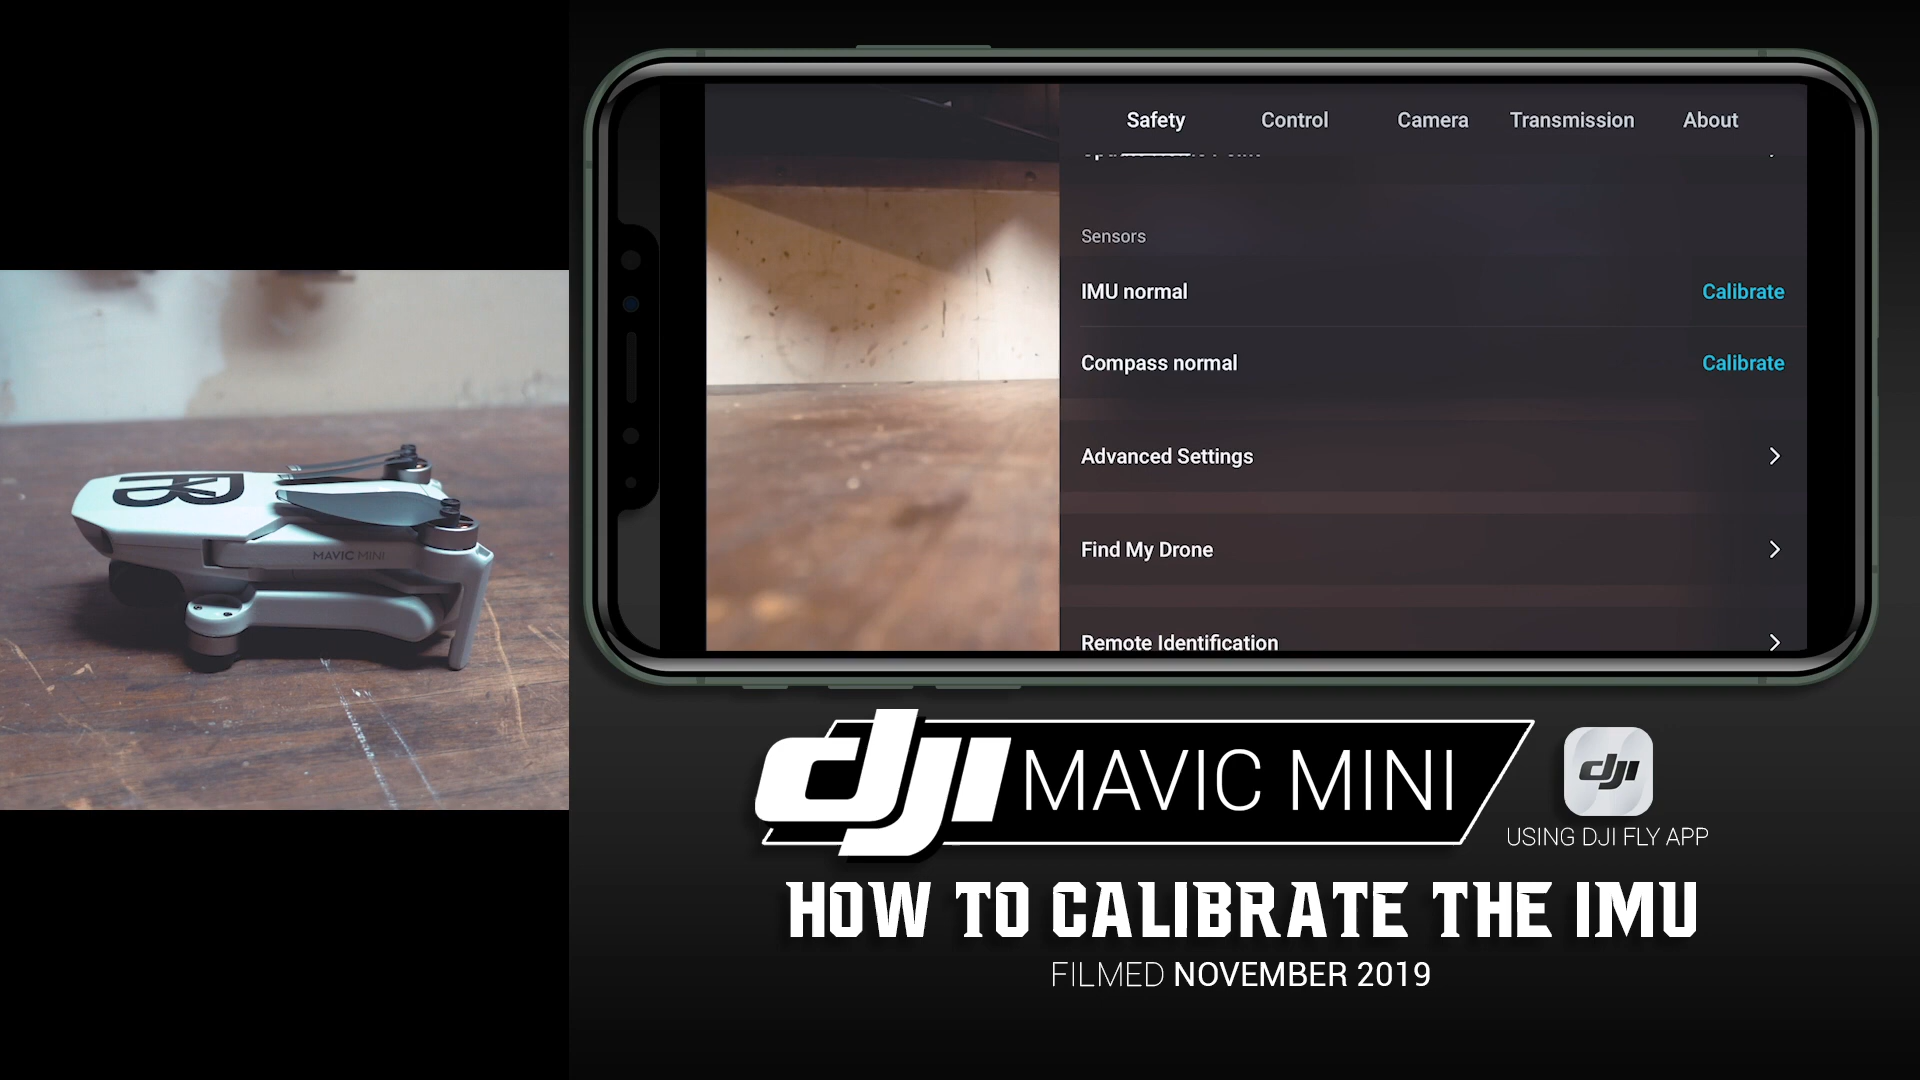 MAVIC MINI
Safety Control Camera Transmission About
Sensors
IMU normal Calibrate
Compass normal Calibrate
Advanced Settings
Find My Drone
Remote Identification
dji MAVIC MINI
dji
USING DJI FLY APP
HOW TO CALIBRATE THE IMU
FILMED NOVEMBER 2019